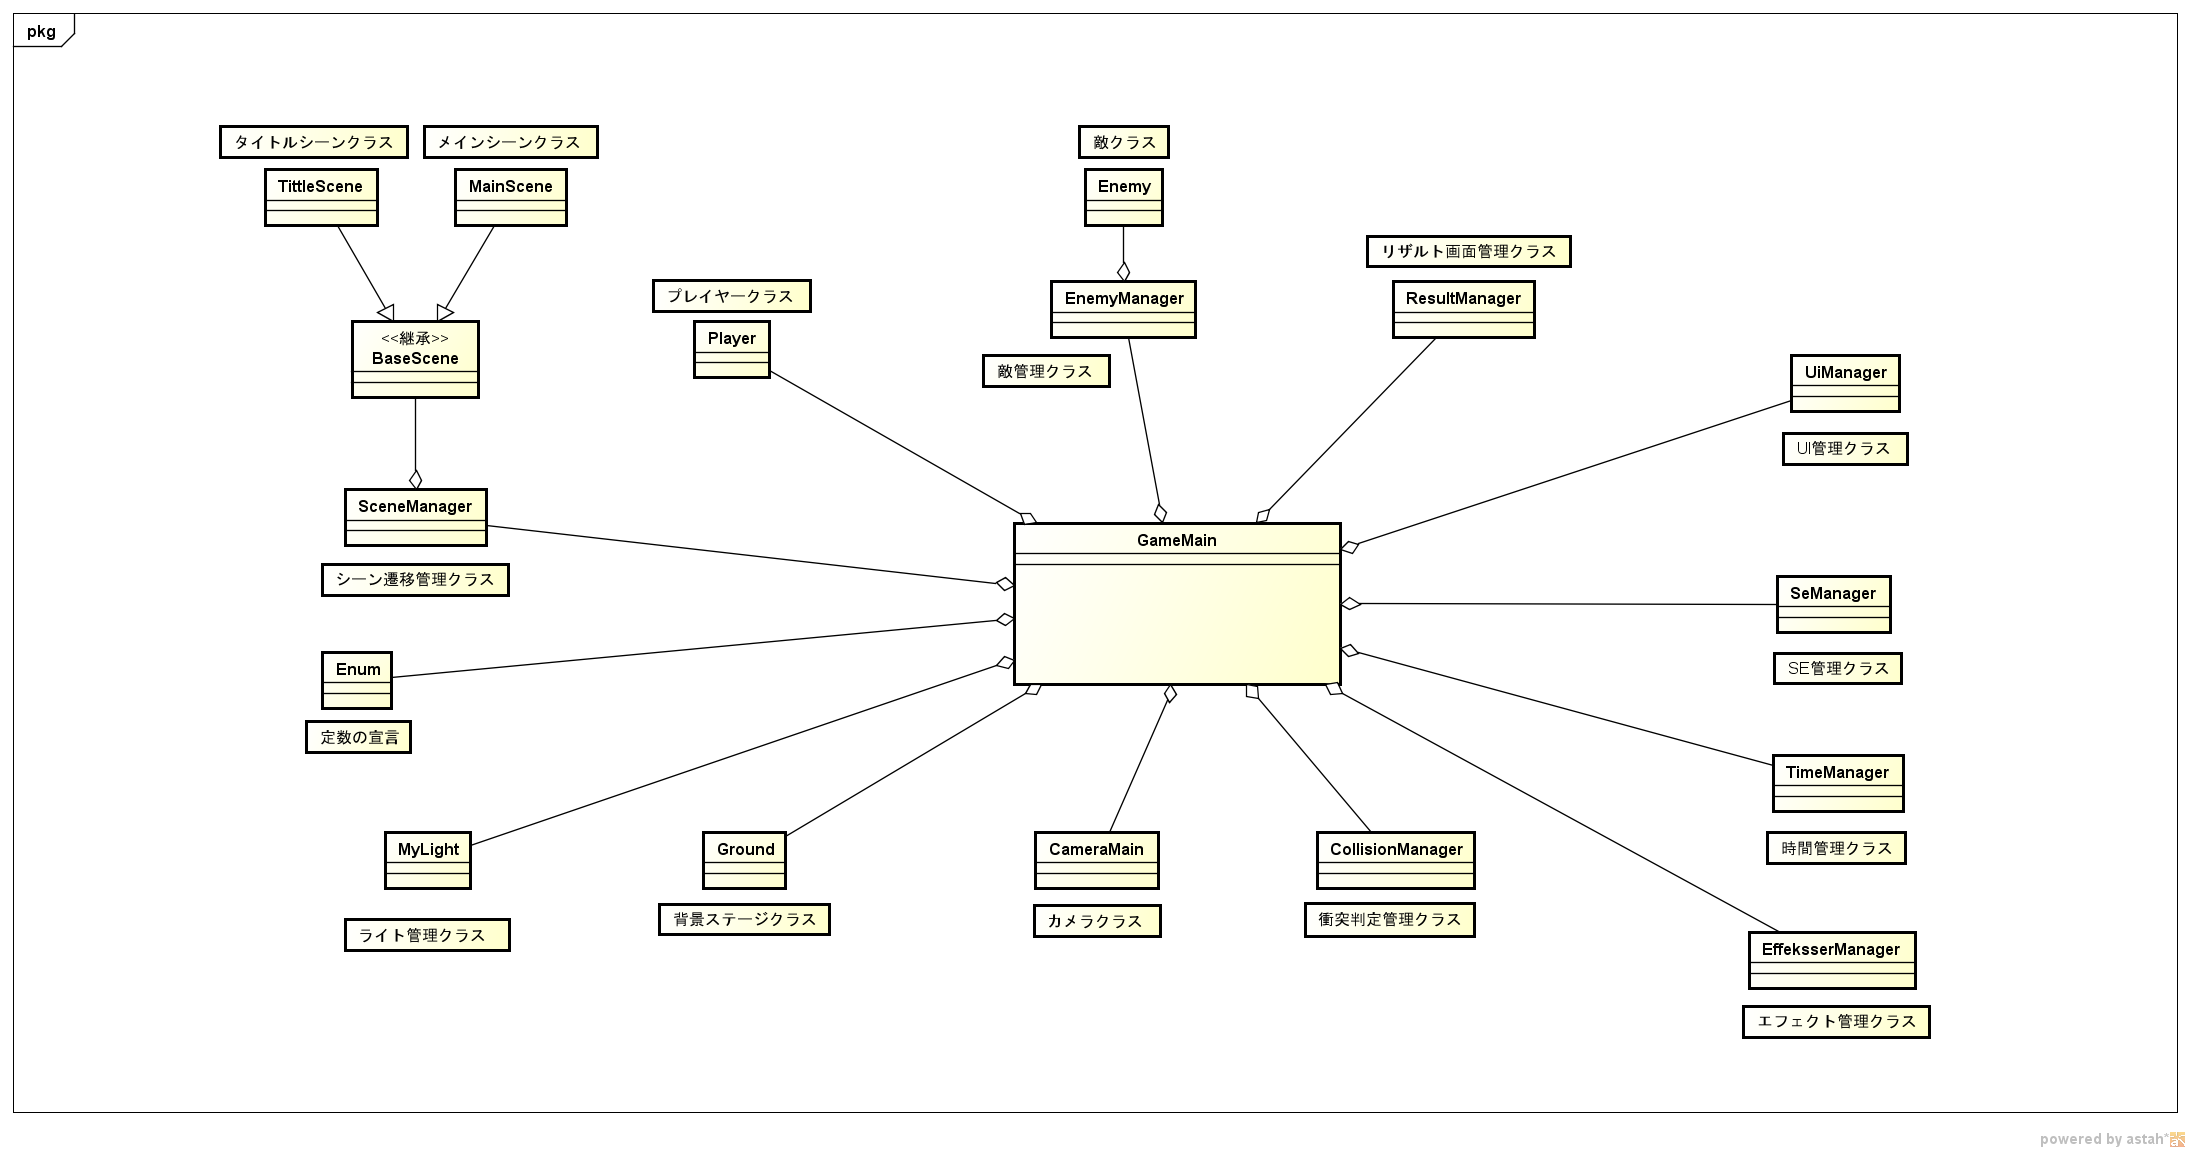 pkg
タイトルシーンクラス
メインシーンクラス
敵クラス
TittleScene
MainScene
Enemy
リザルト画面管理クラス
プレイヤークラス
EnemyManager
ResultManager
<<継承>>
BaseScene
Player
敵管理クラス
UiManager
UI管理クラス
SceneManager
GameMain
シーン遷移管理クラス
SeManager
Enum
SE管理クラス
定数の宣言
TimeManager
MyLight
Ground
CameraMain
CollisionManager
時間管理クラス
ライト管理クラス
背景ステージクラス
カメラクラス
衝突判定管理クラス
EffeksserManager
エフェクト管理クラス
powered by astah*